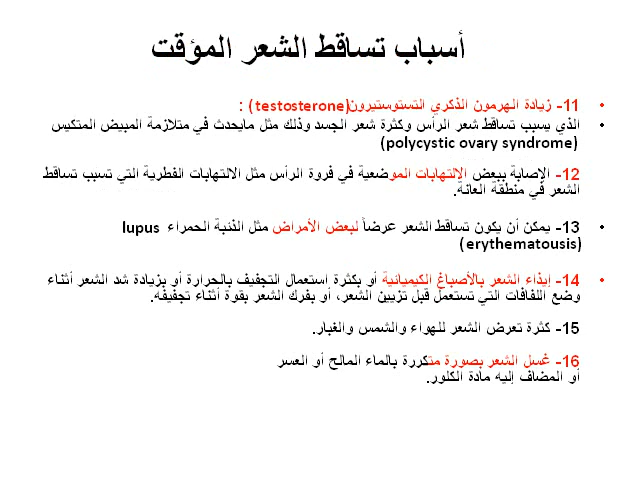 أسباب تساقط الشعر المؤقت
• 11- زيادة الهرمون الذكري التستوستيرون(testosterone) :
• الذي يسبب تساقط شعر الرأس وكثرة شعر الجسد وذلك مثل مايحدث في متلازمة المبيض المتكيس
(polycystic ovary syndrome)
12- الإصابة ببعض الإلتهابات الموضعية في فروة الرأس مثل الالتهابات الفطرية التي تسبب تساقط
الشعر في منطقة العانة.
• 13- يمكن أن يكون تساقط الشعر عرضاً لبعض الأمراض مثل الذئبة الحمراء lupus
(erythematousis)
• 14- إيذاء الشعر بالأصباغ الكيميائية أو بكثرة استعمال التجفيف بالحرارة أو بزيادة شد الشعر أثناء
وضع اللفافات التي تستعمل قبل تزيين الشعر، أو بفرك الشعر بقوة أثناء تجفيفه.
15- كثرة تعرض الشعر للهواء والشمس والغبار.
16- غسل الشعر بصورة متكررة بالماء المالح أو العسر
أو المضاف إليه مادة الكلور.